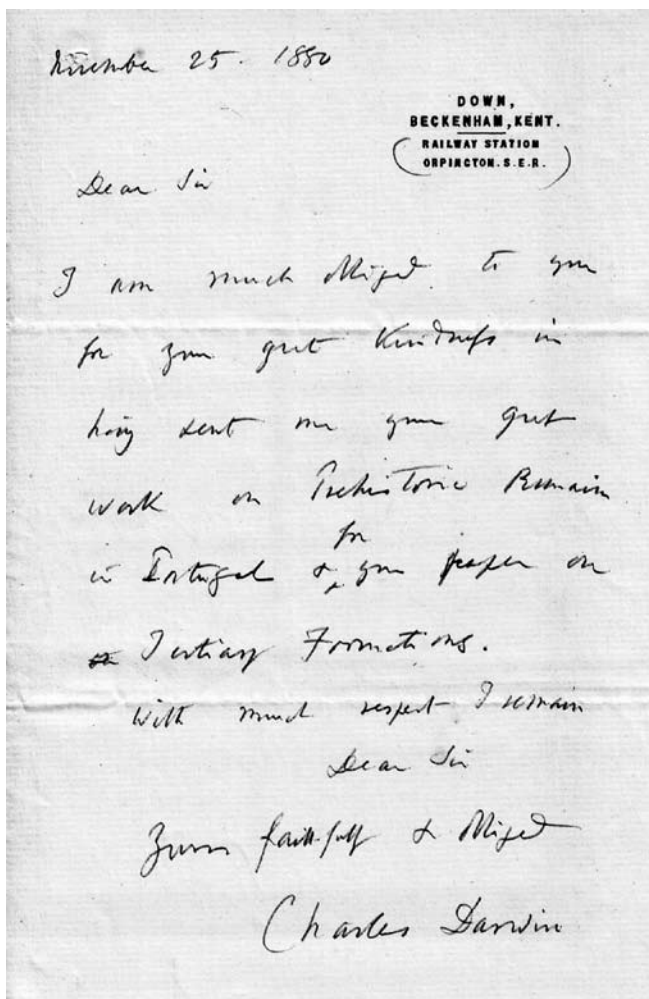 November 25. 1880
DOWN,
BECKENHAM, KENT.
RAILWAY STATION
ORPINGTON. S.E.R.
Dear Sir
I am much obliged to you
for your great kindness in
having sent me your great
work on Prehistoric Remains
in Portugal & for your paper on
Tertiary Formations.
With much respect I remain
Dear Sir
Yours faithfully & obliged
Charles Darwin